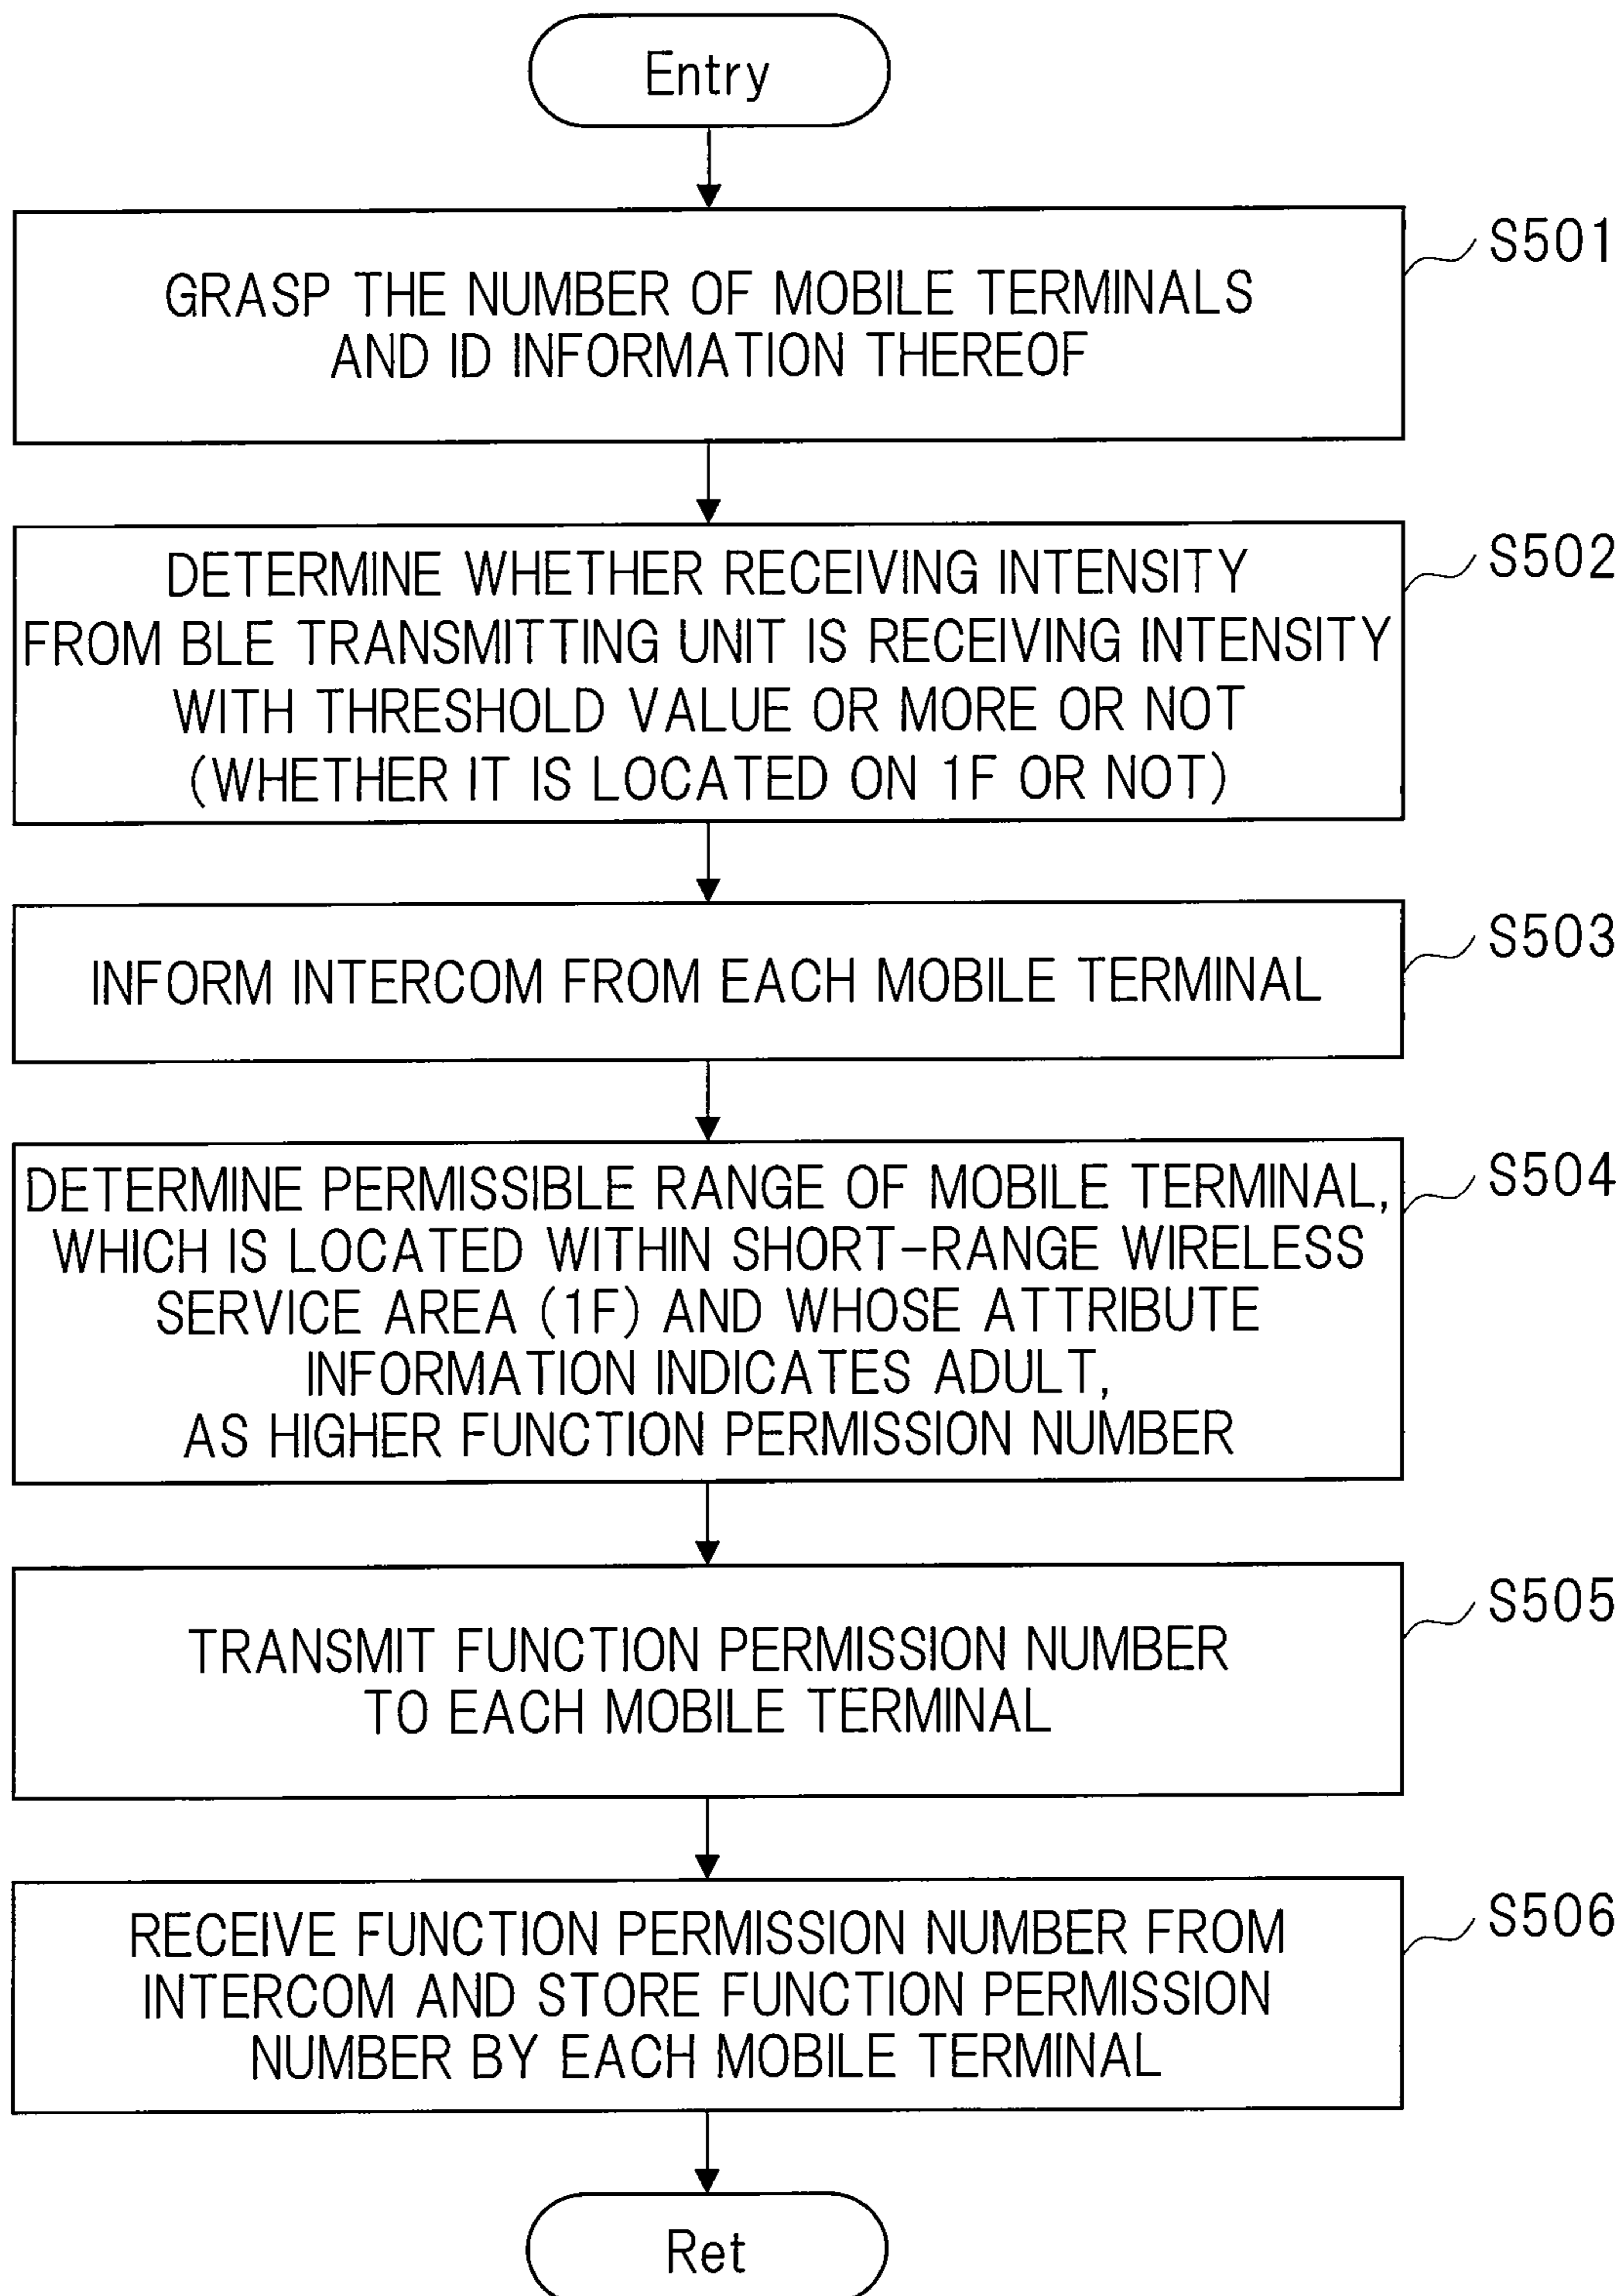 Entry
S501
GRASP THE NUMBER OF MOBILE TERMINALS
AND ID INFORMATION THEREOF
S502
DETERMINE WHETHER RECEIVING INTENSITY
FROM BLE TRANSMITTING UNIT IS RECEIVING INTENSITY
WITH THRESHOLD VALUE OR MORE OR NOT
(WHETHER IT IS LOCATED ON 1F OR NOT)
S503
INFORM INTERCOM FROM EACH MOBILE TERMINAL
S504
DETERMINE PERMISSIBLE RANGE OF MOBILE TERMINAL,
WHICH IS LOCATED WITHIN SHORT-RANGE WIRELESS
SERVICE AREA (1F) AND WHOSE ATTRIBUTE
INFORMATION INDICATES ADULT,
AS HIGHER FUNCTION PERMISSION NUMBER
S505
TRANSMIT FUNCTION PERMISSION NUMBER
TO EACH MOBILE TERMINAL
S506
RECEIVE FUNCTION PERMISSION NUMBER FROM
INTERCOM AND STORE FUNCTION PERMISSION
NUMBER BY EACH MOBILE TERMINAL
Ret